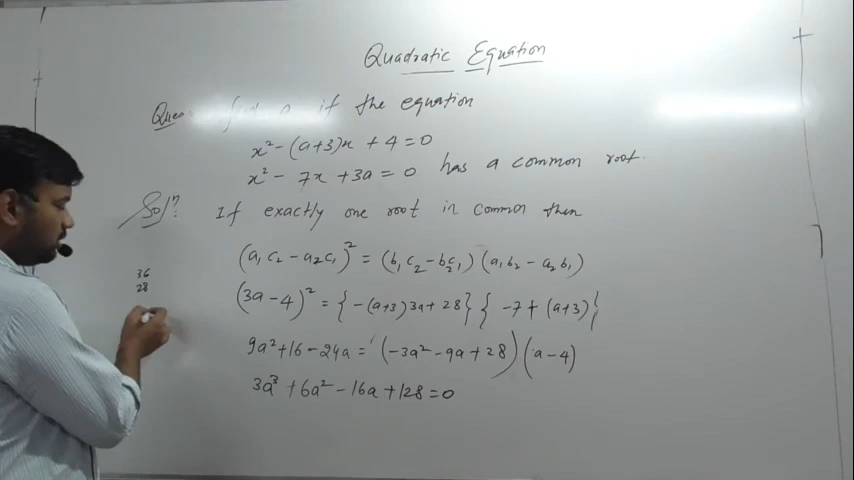 Quadratic Equation
Ques if the equation
x² - (a+3)x + 4 = 0
x² - 7x + 3a = 0 has a common root.
Solⁿ. If exactly one root in common then
(a₁c₂ - a₂c₁)² = (b₁c₂ - b₂c₁) (a₁b₂ - a₂b₁)
36
28
(3a - 4)² = { -(a+3)3a + 28} { -7 + (a+3)}
9a² + 16 - 24a = (-3a² - 9a + 28) (a - 4)
3a³ + 6a² - 16a + 128 = 0